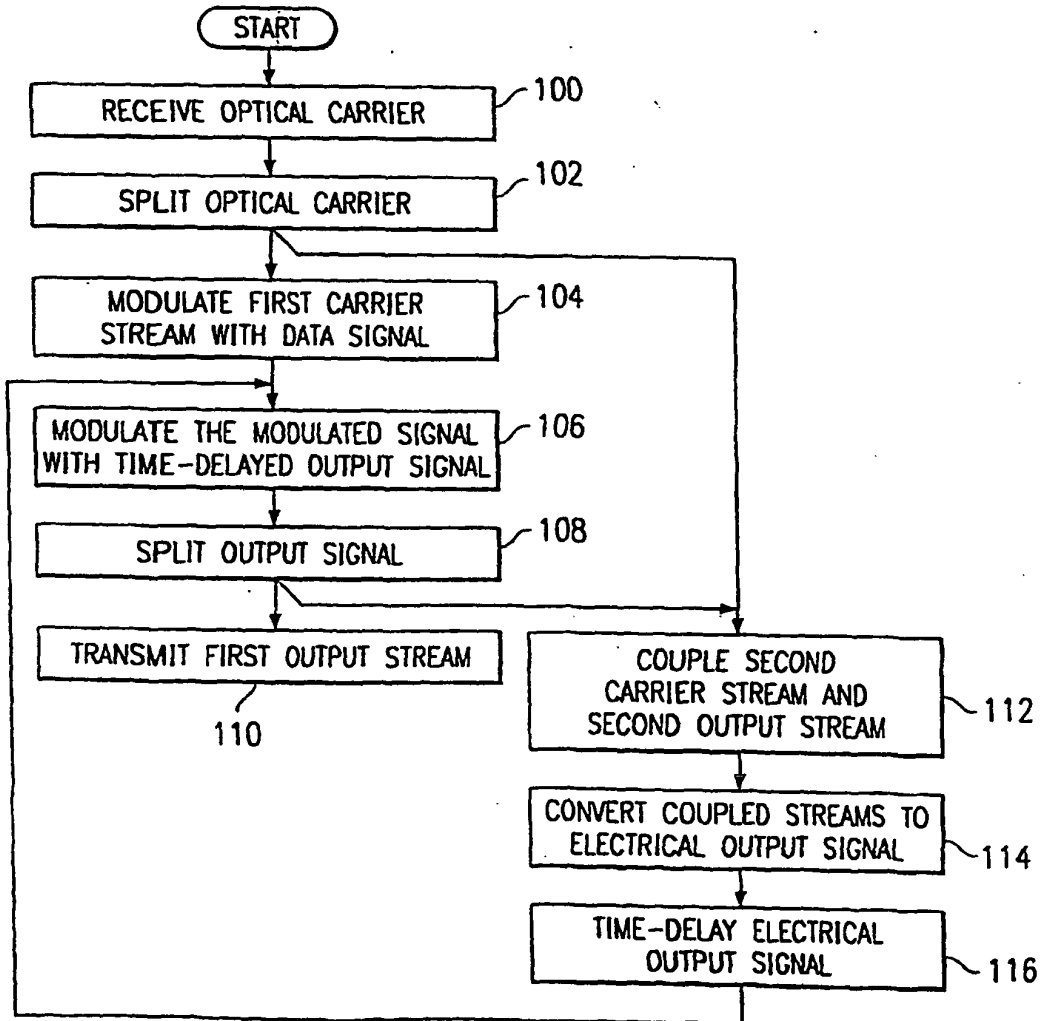 START
RECEIVE OPTICAL CARRIER
100
SPLIT OPTICAL CARRIER
102
MODULATE FIRST CARRIER
STREAM WITH DATA SIGNAL
104
MODULATE THE MODULATED SIGNAL
WITH TIME-DELAYED OUTPUT SIGNAL
106
SPLIT OUTPUT SIGNAL
108
TRANSMIT FIRST OUTPUT STREAM
110
COUPLE SECOND
CARRIER STREAM AND
SECOND OUTPUT STREAM
112
CONVERT COUPLED STREAMS TO
ELECTRICAL OUTPUT SIGNAL
114
TIME-DELAY ELECTRICAL
OUTPUT SIGNAL
116